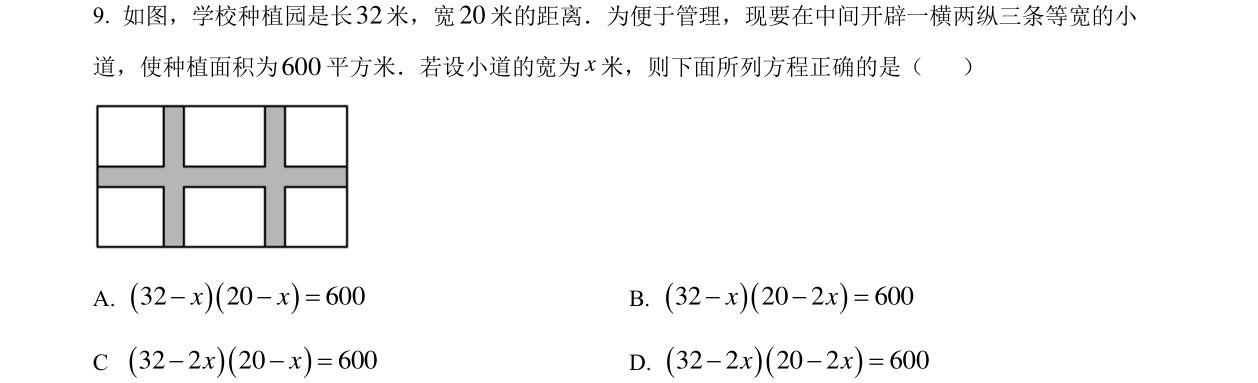 9. 如图，学校种植园是长32米，宽20米的距离．为便于管理，现要在中间开辟一横两纵三条等宽的小
道，使种植面积为600平方米．若设小道的宽为x米，则下面所列方程正确的是（　　）
A. (32−x)(20−x)=600 B. (32−x)(20−2x)=600
C (32−2x)(20−x)=600 D. (32−2x)(20−2x)=600